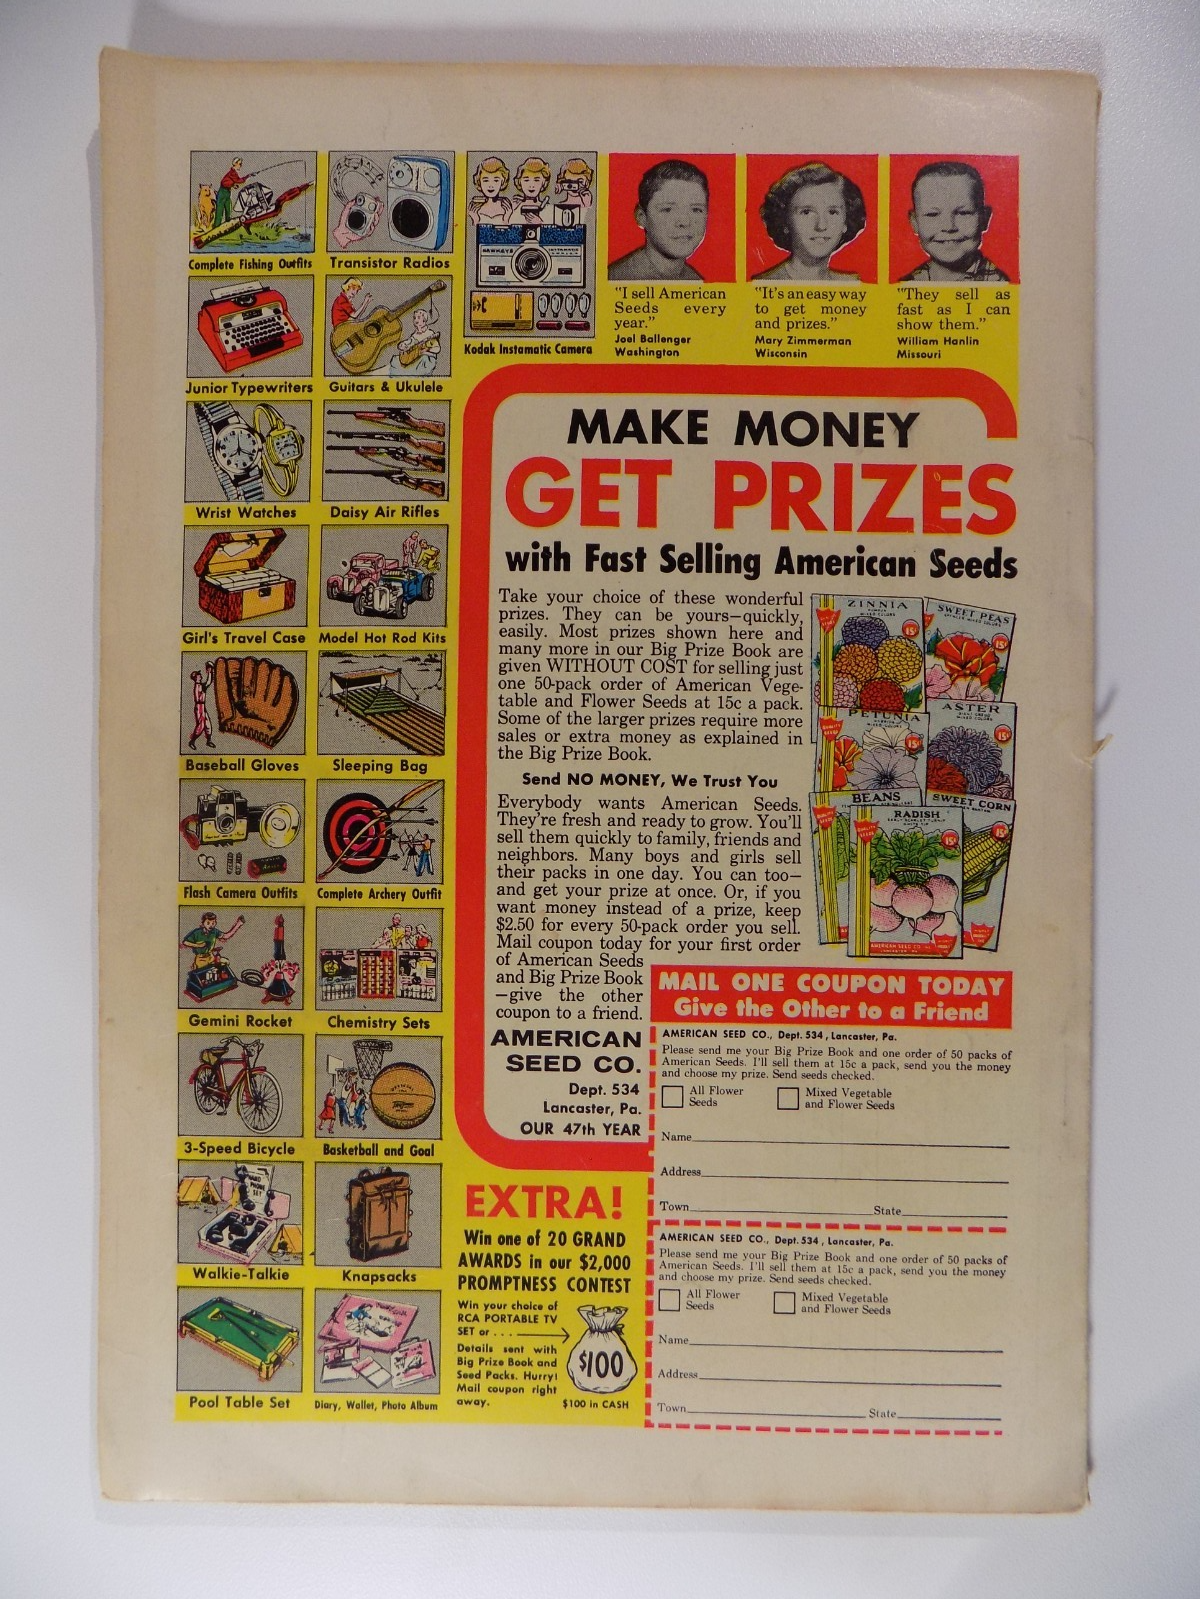 Complete Fishing Outfits
Transistor Radios
Kodak Instamatic Camera
Junior Typewriters
Guitars & Ukulele
Wrist Watches
Daisy Air Rifles
Girl's Travel Case
Model Hot Rod Kits
Baseball Gloves
Sleeping Bag
Flash Camera Outfits
Complete Archery Outfit
Gemini Rocket
Chemistry Sets
3-Speed Bicycle
Basketball and Goal
Walkie-Talkie
Knapsacks
Pool Table Set
Diary, Wallet, Photo Album
"I sell American
Seeds every
year."
Joel Ballenger
Washington
"It's an easy way
to get money
and prizes."
Mary Zimmerman
Wisconsin
"They sell as
fast as I can
show them."
William Hanlin
Missouri
MAKE MONEY
GET PRIZES
with Fast Selling American Seeds
Take your choice of these wonderful
prizes. They can be yours—quickly,
easily. Most prizes shown here and
many more in our Big Prize Book are
given WITHOUT COST for selling just
one 50-pack order of American Vege-
table and Flower Seeds at 15c a pack.
Some of the larger prizes require more
sales or extra money as explained in
the Big Prize Book.
Send NO MONEY, We Trust You
Everybody wants American Seeds.
They're fresh and ready to grow. You'll
sell them quickly to family, friends and
neighbors. Many boys and girls sell
their packs in one day. You can too—
and get your prize at once. Or, if you
want money instead of a prize, keep
$2.50 for every 50-pack order you sell.
Mail coupon today for your first order
of American Seeds
and Big Prize Book
—give the other
coupon to a friend.
AMERICAN
SEED CO.
Dept. 534
Lancaster, Pa.
OUR 47th YEAR
ZINNIA
15¢
SWEET PEAS
15¢
PETUNIA
15¢
ASTER
15¢
BEANS
SWEET CORN
15¢
RADISH
15¢
AMERICAN SEED CO.
MAIL ONE COUPON TODAY
Give the Other to a Friend
AMERICAN SEED CO., Dept. 534, Lancaster, Pa.
Please send me your Big Prize Book and one order of 50 packs of
American Seeds. I'll sell them at 15c a pack, send you the money
and choose my prize. Send seeds checked.
All Flower
Seeds
Mixed Vegetable
and Flower Seeds
Name
Address
Town State
AMERICAN SEED CO., Dept. 534, Lancaster, Pa.
Please send me your Big Prize Book and one order of 50 packs of
American Seeds. I'll sell them at 15c a pack, send you the money
and choose my prize. Send seeds checked.
All Flower
Seeds
Mixed Vegetable
and Flower Seeds
Name
Address
Town State
EXTRA!
Win one of 20 GRAND
AWARDS in our $2,000
PROMPTNESS CONTEST
Win your choice of
RCA PORTABLE TV
SET or . . .
Details sent with
Big Prize Book and
Seed Packs. Hurry!
Mail coupon right
away.
$100
$100 in CASH